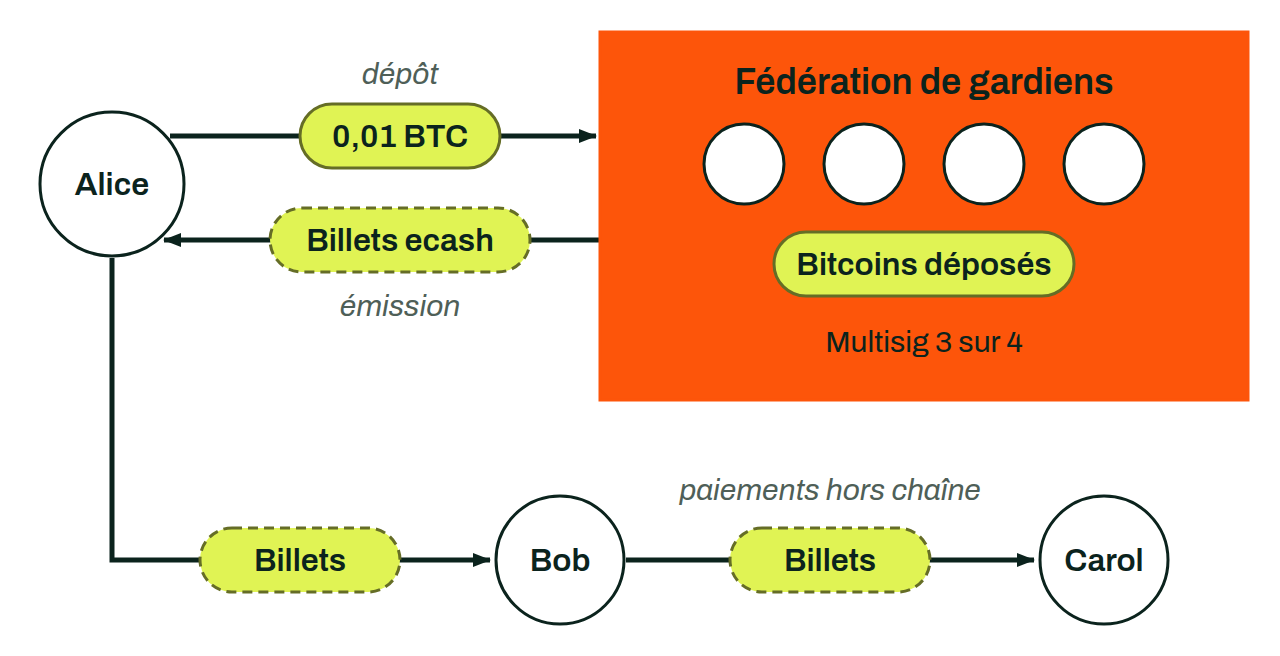 dépôt
0,01 BTC
Alice
Billets ecash
émission
Fédération de gardiens
Bitcoins déposés
Multisig 3 sur 4
paiements hors chaîne
Billets
Bob
Billets
Carol